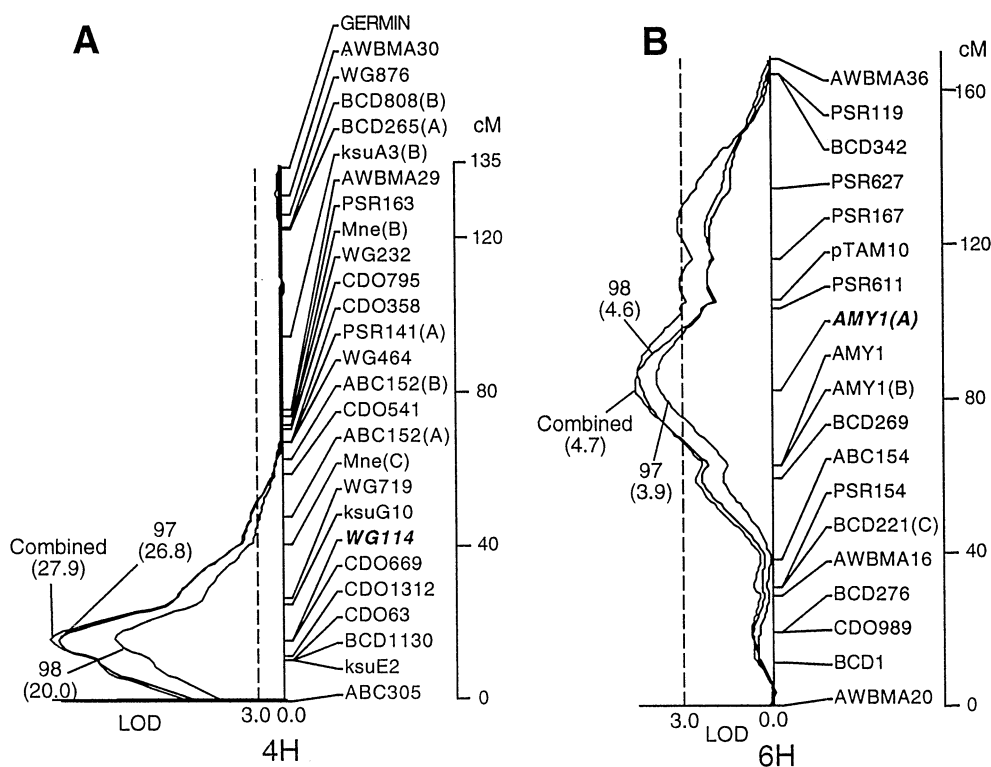 A
GERMIN
AWBMA30
WG876
BCD808(B)
BCD265(A)
ksuA3(B)
AWBMA29
PSR163
Mne(B)
WG232
CDO795
CDO358
PSR141(A)
WG464
ABC152(B)
CDO541
ABC152(A)
Mne(C)
WG719
ksuG10
WG114
CDO669
CDO1312
CDO63
BCD1130
ksuE2
ABC305
cM
135
120
80
40
0
Combined
(27.9)
97
(26.8)
98
(20.0)
3.0 0.0
LOD
4H
B
AWBMA36
PSR119
BCD342
PSR627
PSR167
pTAM10
PSR611
AMY1(A)
AMY1
AMY1(B)
BCD269
ABC154
PSR154
BCD221(C)
AWBMA16
BCD276
CDO989
BCD1
AWBMA20
cM
160
120
80
40
0
98
(4.6)
Combined
(4.7)
97
(3.9)
3.0 0.0
LOD
6H